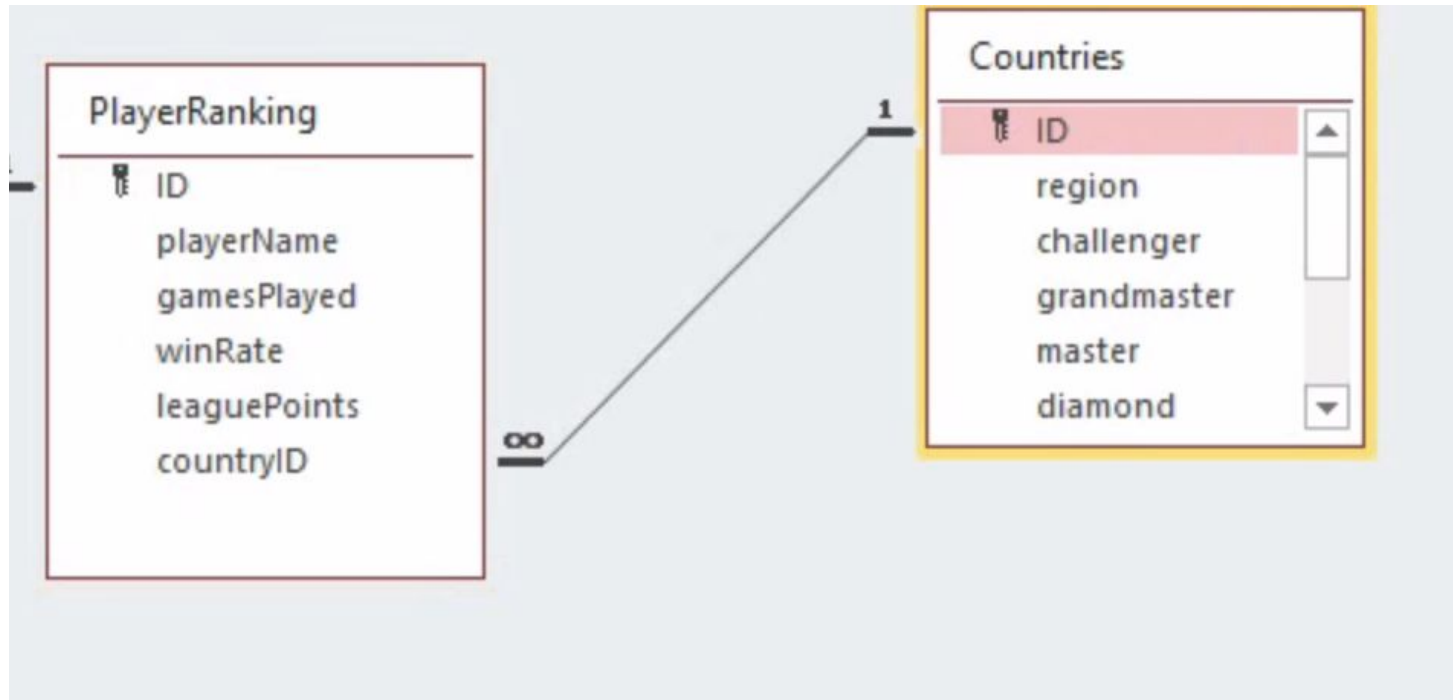 PlayerRanking
ID
playerName
gamesPlayed
winRate
leaguePoints
countryID
∞
1
Countries
ID
region
challenger
grandmaster
master
diamond